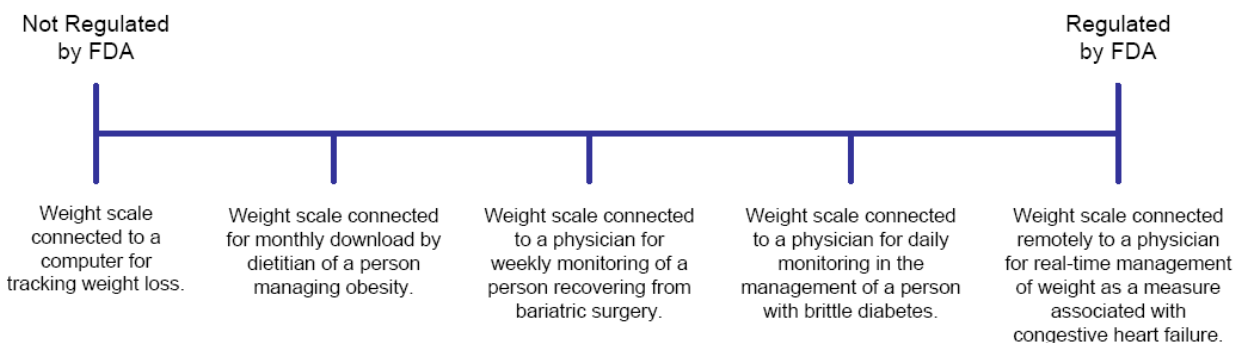 Not Regulated
by FDA
Regulated
by FDA
Weight scale
connected to a
computer for
tracking weight loss.
Weight scale connected
for monthly download by
dietitian of a person
managing obesity.
Weight scale connected
to a physician for
weekly monitoring of a
person recovering from
bariatric surgery.
Weight scale connected
to a physician for daily
monitoring in the
management of a person
with brittle diabetes.
Weight scale connected
remotely to a physician
for real-time management
of weight as a measure
associated with
congestive heart failure.